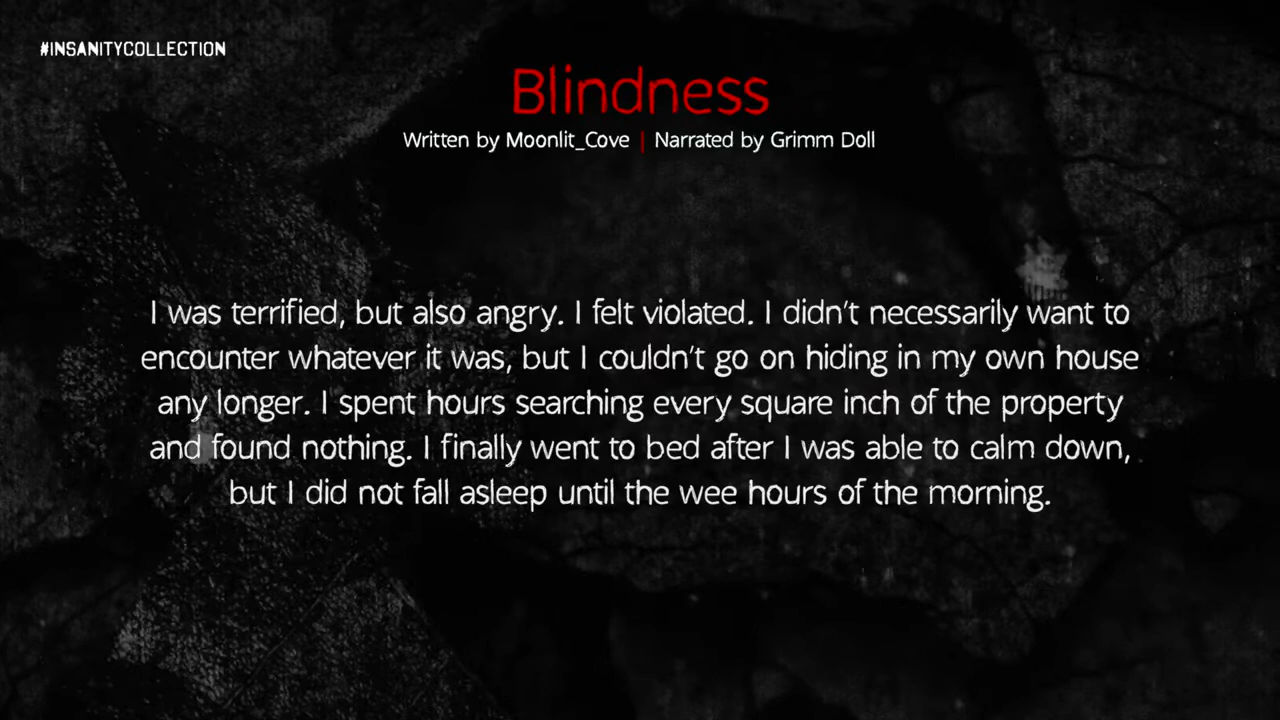 #INSANITYCOLLECTION
Blindness
Written by Moonlit_Cove | Narrated by Grimm Doll
I was terrified, but also angry. I felt violated. I didn't necessarily want to
encounter whatever it was, but I couldn't go on hiding in my own house
any longer. I spent hours searching every square inch of the property
and found nothing. I finally went to bed after I was able to calm down,
but I did not fall asleep until the wee hours of the morning.